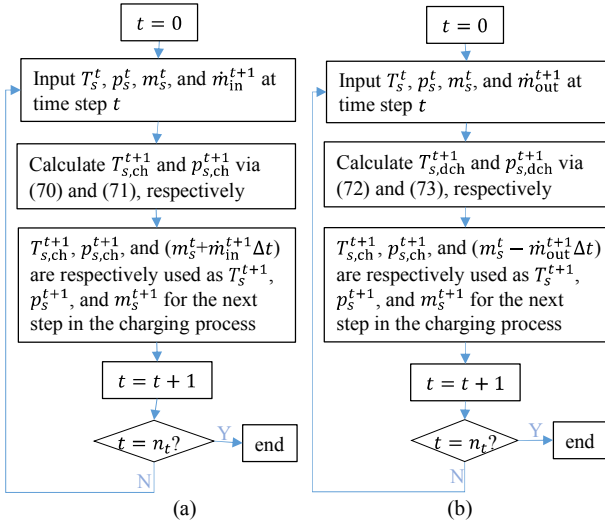 t = 0
Input T_s^t, p_s^t, m_s^t, and ṁ_in^{t+1} at
time step t
Calculate T_{s,ch}^{t+1} and p_{s,ch}^{t+1} via
(70) and (71), respectively
T_{s,ch}^{t+1}, p_{s,ch}^{t+1}, and (m_s^t+ṁ_in^{t+1}Δt)
are respectively used as T_s^{t+1},
p_s^{t+1}, and m_s^{t+1} for the next
step in the charging process
t = t + 1
t = n_t?
Y
end
N
(a)
t = 0
Input T_s^t, p_s^t, m_s^t, and ṁ_out^{t+1} at
time step t
Calculate T_{s,dch}^{t+1} and p_{s,dch}^{t+1} via
(72) and (73), respectively
T_{s,ch}^{t+1}, p_{s,ch}^{t+1}, and (m_s^t − ṁ_out^{t+1}Δt)
are respectively used as T_s^{t+1},
p_s^{t+1}, and m_s^{t+1} for the next
step in the charging process
t = t + 1
t = n_t?
Y
end
N
(b)